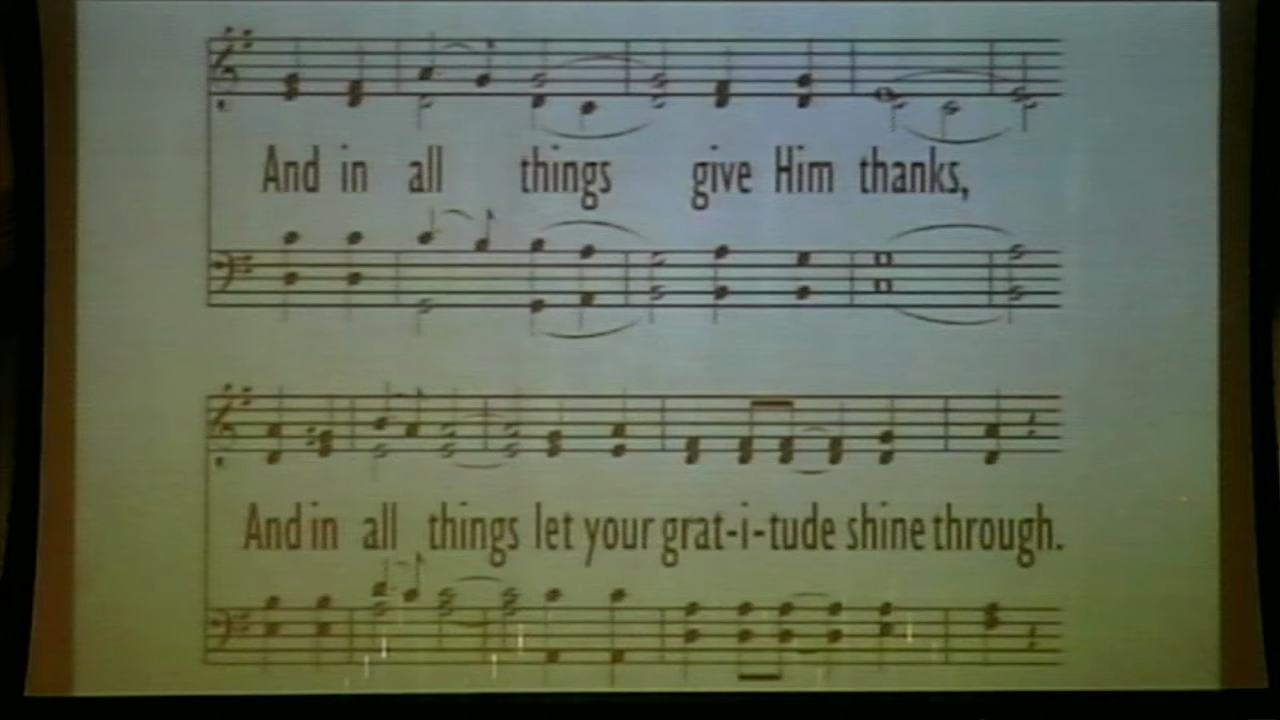 And in all things give Him thanks,
And in all things let your grat-i-tude shine through.